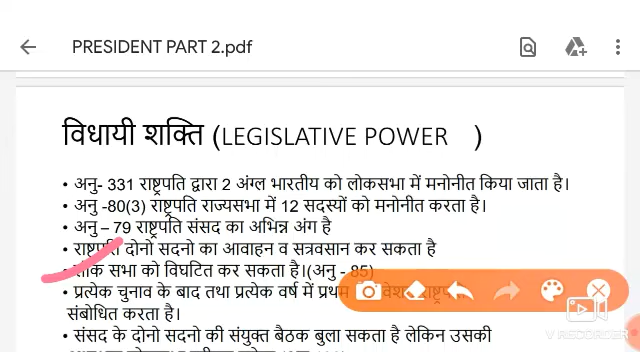 PRESIDENT PART 2.pdf
विधायी शक्ति (LEGISLATIVE POWER )
• अनु- 331 राष्ट्रपति द्वारा 2 अंग्ल भारतीय को लोकसभा में मनोनीत किया जाता है।
• अनु -80(3) राष्ट्रपति राज्यसभा में 12 सदस्यों को मनोनीत करता है।
• अनु – 79 राष्ट्रपति संसद का अभिन्न अंग है
• राष्ट्रपति दोनो सदनो का आवाहन व सत्रवसान कर सकता है
• लोक सभा को विघटित कर सकता है।(अनु - 85)
• प्रत्येक चुनाव के बाद तथा प्रत्येक वर्ष में प्रथम
संबोधित करता है।
• संसद के दोनो सदनो की संयुक्त बैठक बुला सकता है लेकिन उसकी
V RECORDER